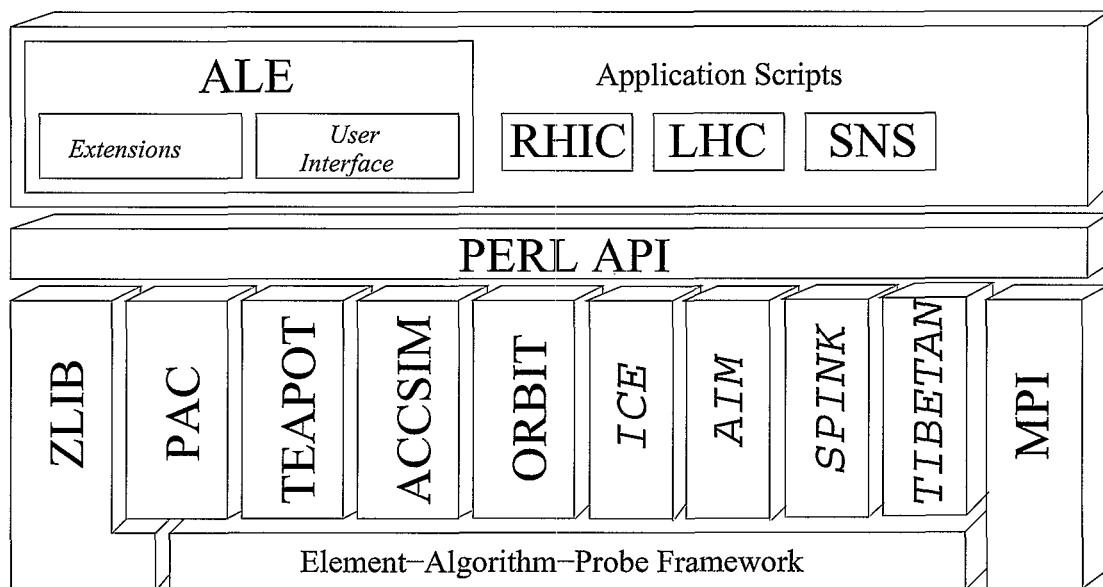 ALE
Application Scripts
Extensions
User
Interface
RHIC
LHC
SNS
PERL API
ZLIB
PAC
TEAPOT
ACCSIM
ORBIT
ICE
AIM
SPINK
TIBETAN
MPI
Element–Algorithm–Probe Framework